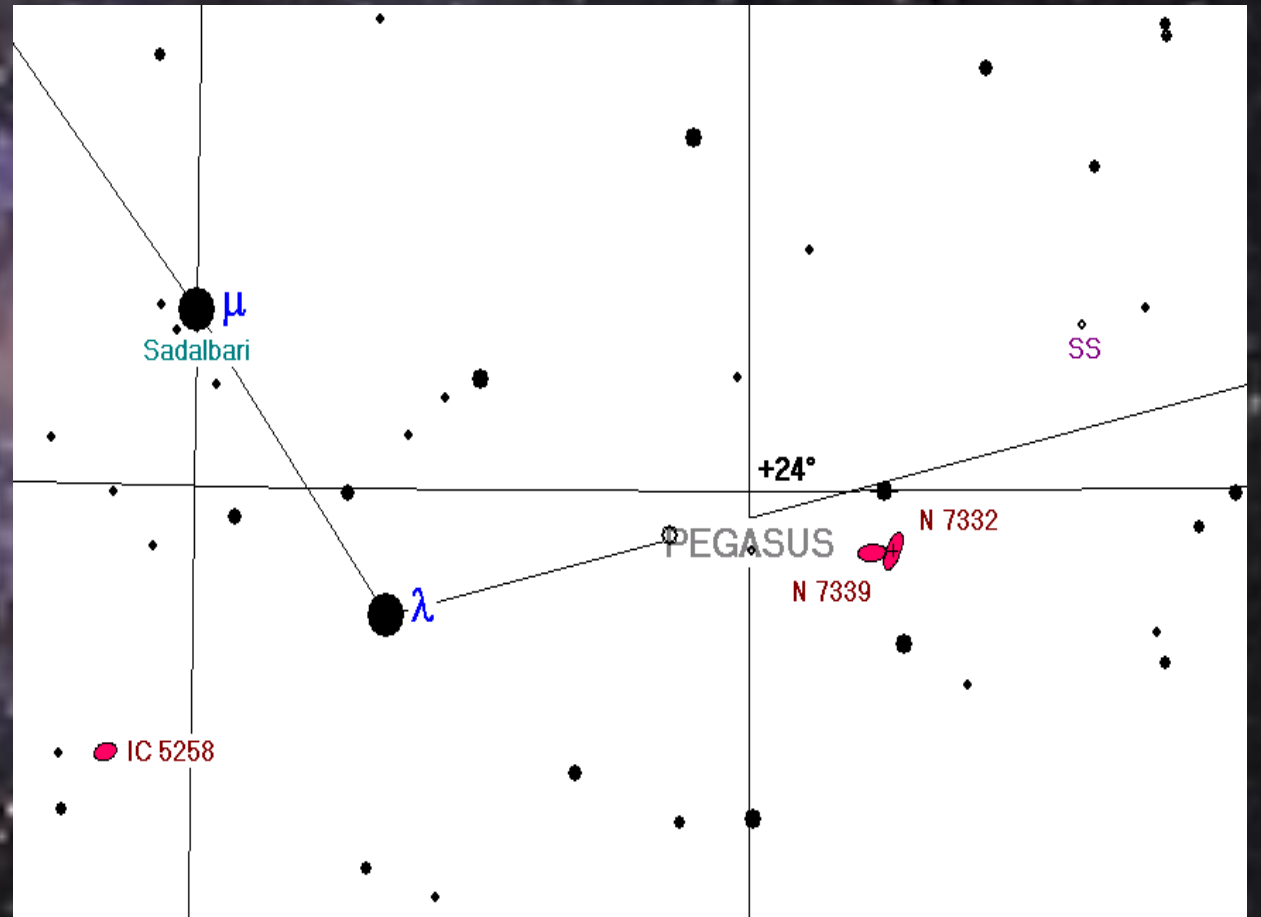 μ
Sadalbari
SS
+24°
N 7332
PEGASUS
N 7339
λ
IC 5258